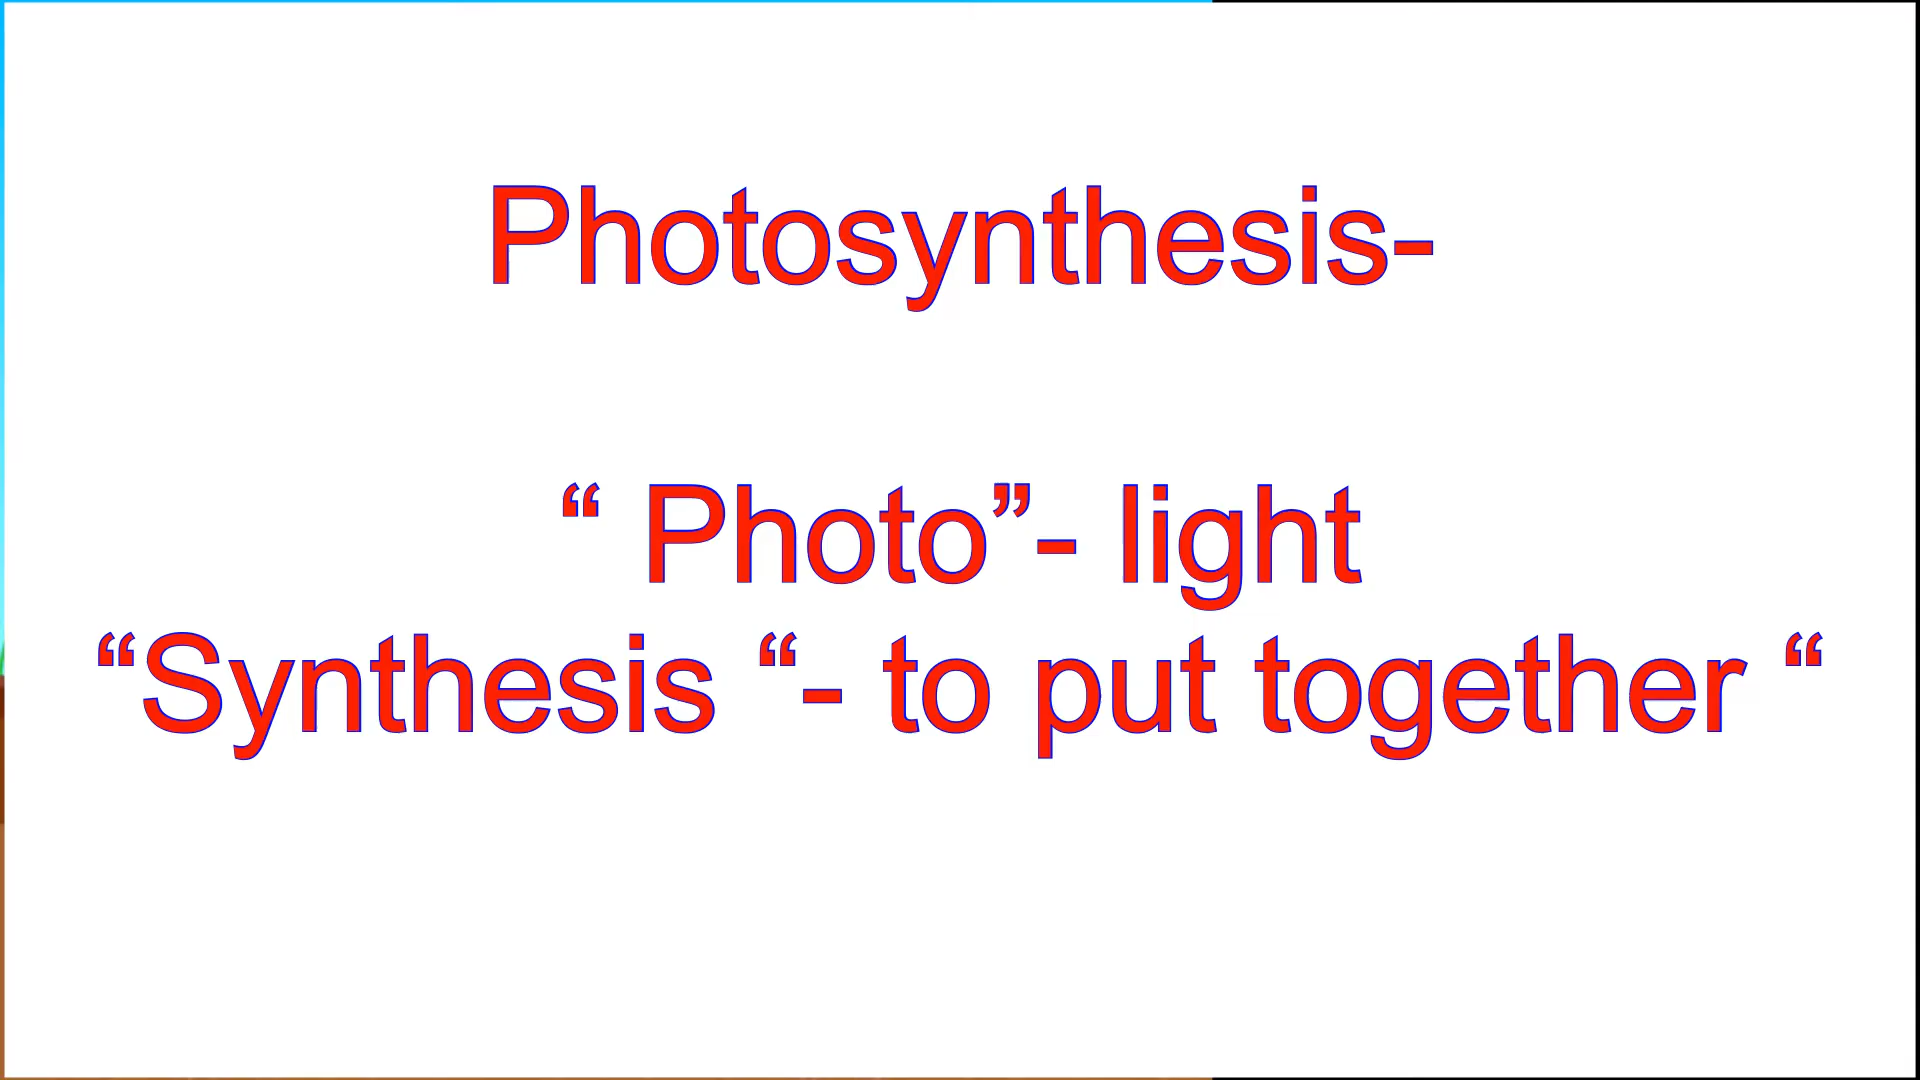 Photosynthesis-
“ Photo”- light
“Synthesis “- to put together “